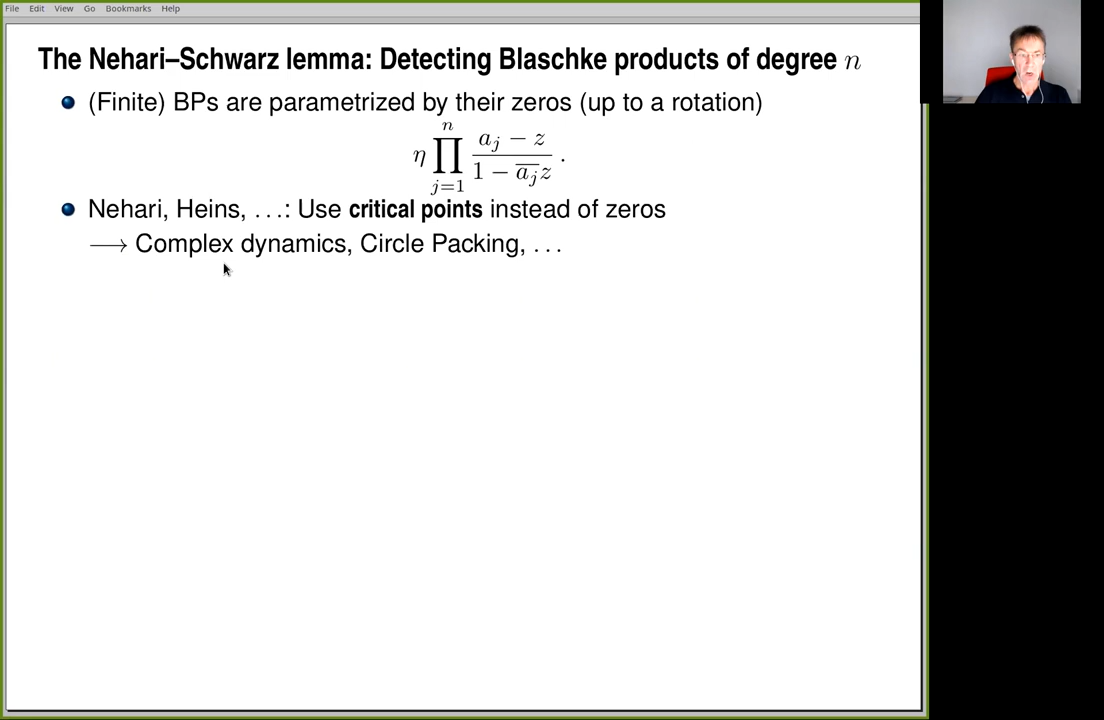 File Edit View Go Bookmarks Help
The Nehari–Schwarz lemma: Detecting Blaschke products of degree n
(Finite) BPs are parametrized by their zeros (up to a rotation)
η ∏_{j=1}^{n} \frac{a_j − z}{1 − \overline{a_j}z} .
Nehari, Heins, ...: Use critical points instead of zeros
⟶ Complex dynamics, Circle Packing, ...